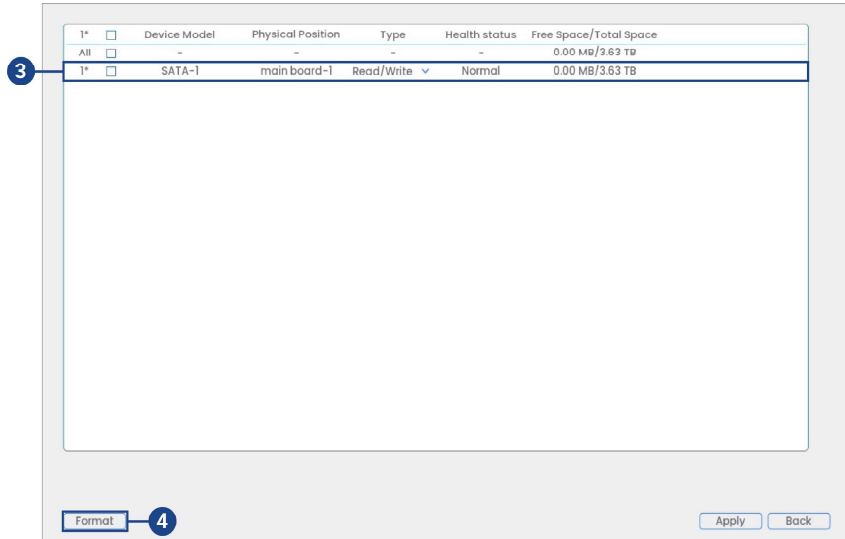 1* Device Model Physical Position Type Health status Free Space/Total Space
All - - - - 0.00 MB/3.63 TB
3 1* SATA-1 main board-1 Read/Write Normal 0.00 MB/3.63 TB
Format 4 Apply Back